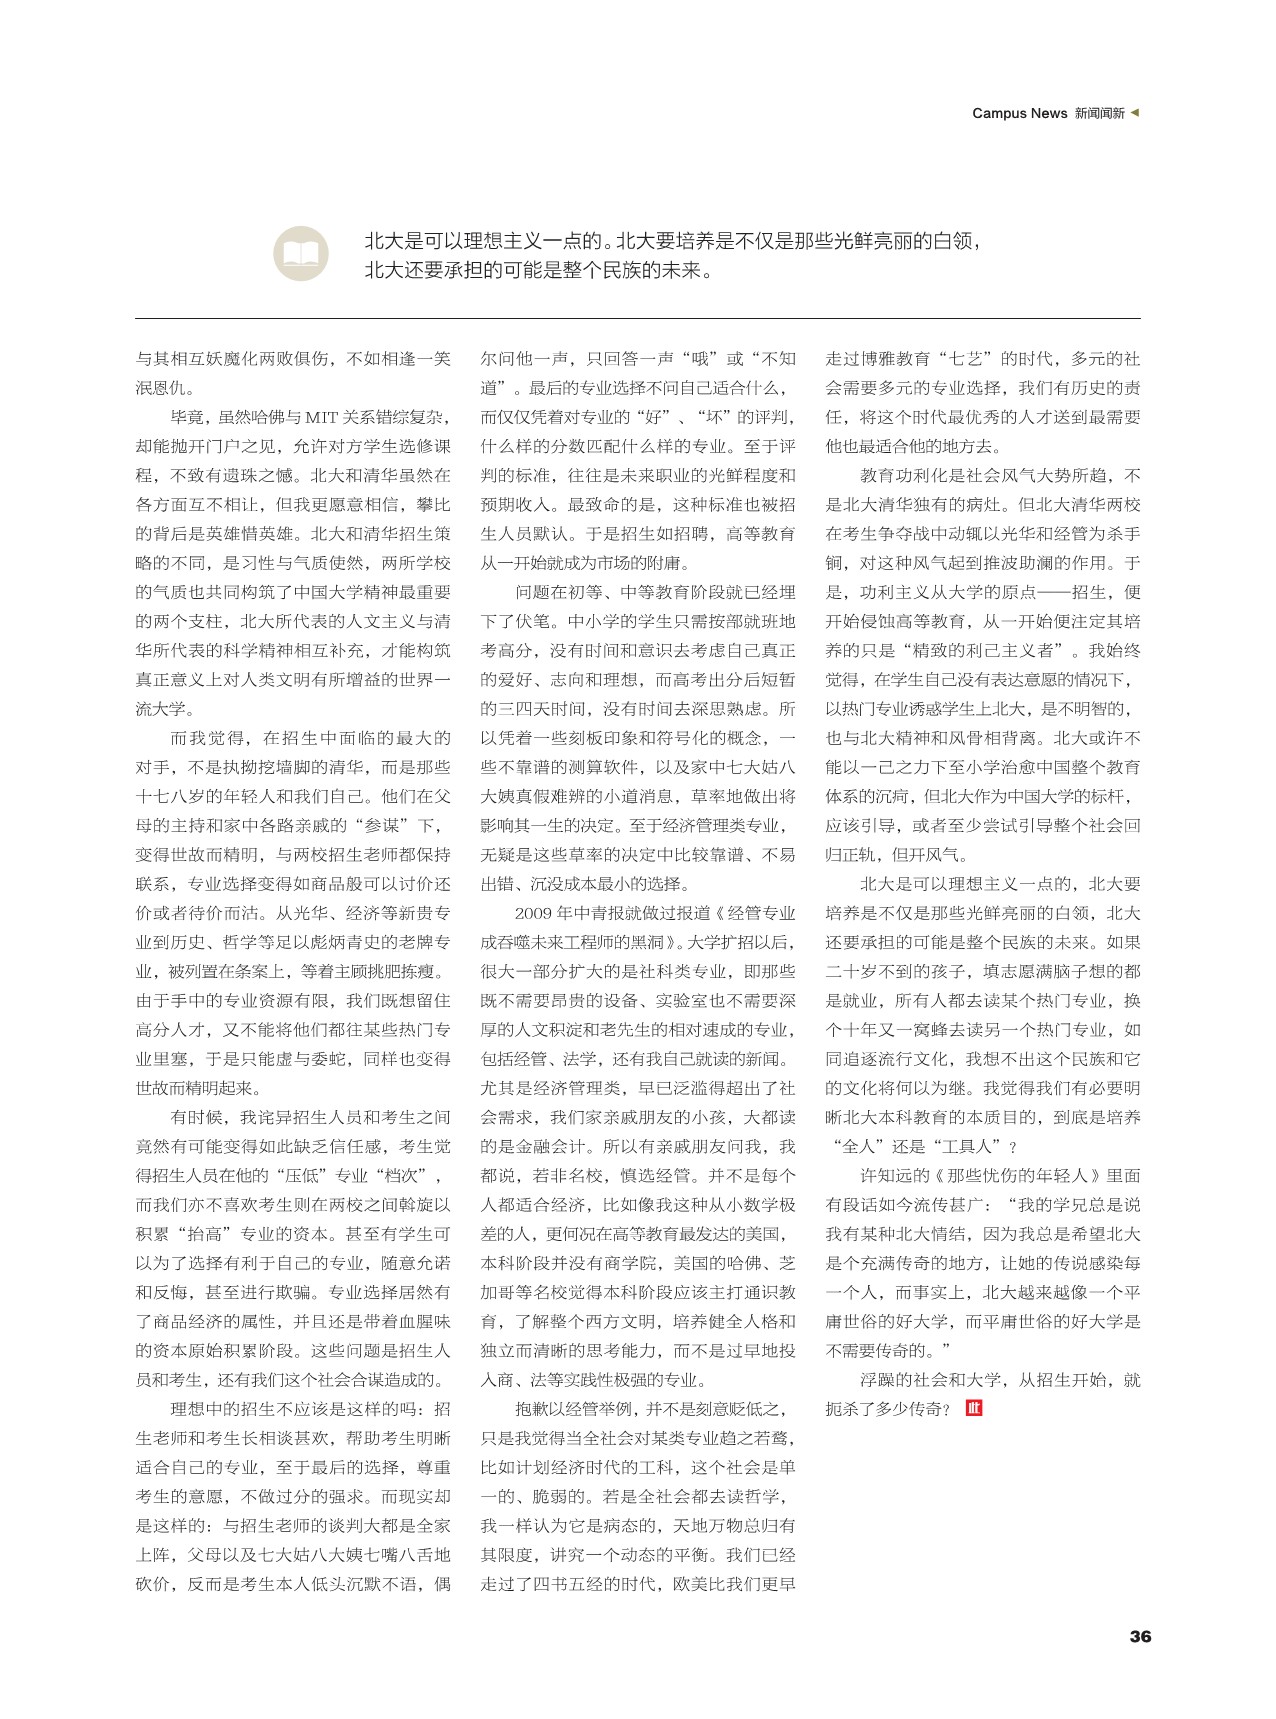 Campus News 新闻闻新
北大是可以理想主义一点的。北大要培养是不仅是那些光鲜亮丽的白领，
北大还要承担的可能是整个民族的未来。
与其相互妖魔化两败俱伤，不如相逢一笑
泯恩仇。
毕竟，虽然哈佛与 MIT 关系错综复杂，
却能抛开门户之见，允许对方学生选修课
程，不致有遗珠之憾。北大和清华虽然在
各方面互不相让，但我更愿意相信，攀比
的背后是英雄惜英雄。北大和清华招生策
略的不同，是习性与气质使然，两所学校
的气质也共同构筑了中国大学精神最重要
的两个支柱，北大所代表的人文主义与清
华所代表的科学精神相互补充，才能构筑
真正意义上对人类文明有所增益的世界一
流大学。
而我觉得，在招生中面临的最大的
对手，不是执拗挖墙脚的清华，而是那些
十七八岁的年轻人和我们自己。他们在父
母的主持和家中各路亲戚的“参谋”下，
变得世故而精明，与两校招生老师都保持
联系，专业选择变得如商品般可以讨价还
价或者待价而沽。从光华、经济等新贵专
业到历史、哲学等足以彪炳青史的老牌专
业，被列置在条案上，等着主顾挑肥拣瘦。
由于手中的专业资源有限，我们既想留住
高分人才，又不能将他们都往某些热门专
业里塞，于是只能虚与委蛇，同样也变得
世故而精明起来。
有时候，我诧异招生人员和考生之间
竟然有可能变得如此缺乏信任感，考生觉
得招生人员在他的“压低”专业“档次”，
而我们亦不喜欢考生则在两校之间斡旋以
积累“抬高”专业的资本。甚至有学生可
以为了选择有利于自己的专业，随意允诺
和反悔，甚至进行欺骗。专业选择居然有
了商品经济的属性，并且还是带着血腥味
的资本原始积累阶段。这些问题是招生人
员和考生，还有我们这个社会合谋造成的。
理想中的招生不应该是这样的吗：招
生老师和考生长相谈甚欢，帮助考生明晰
适合自己的专业，至于最后的选择，尊重
考生的意愿，不做过分的强求。而现实却
是这样的：与招生老师的谈判大都是全家
上阵，父母以及七大姑八大姨七嘴八舌地
砍价，反而是考生本人低头沉默不语，偶
尔问他一声，只回答一声“哦”或“不知
道”。最后的专业选择不问自己适合什么，
而仅仅凭着对专业的“好”、“坏”的评判，
什么样的分数匹配什么样的专业。至于评
判的标准，往往是未来职业的光鲜程度和
预期收入。最致命的是，这种标准也被招
生人员默认。于是招生如招聘，高等教育
从一开始就成为市场的附庸。
问题在初等、中等教育阶段就已经埋
下了伏笔。中小学的学生只需按部就班地
考高分，没有时间和意识去考虑自己真正
的爱好、志向和理想，而高考出分后短暂
的三四天时间，没有时间去深思熟虑。所
以凭着一些刻板印象和符号化的概念，一
些不靠谱的测算软件，以及家中七大姑八
大姨真假难辨的小道消息，草率地做出将
影响其一生的决定。至于经济管理类专业，
无疑是这些草率的决定中比较靠谱、不易
出错、沉没成本最小的选择。
2009 年中青报就做过报道《经管专业
成吞噬未来工程师的黑洞》。大学扩招以后，
很大一部分扩大的是社科类专业，即那些
既不需要昂贵的设备、实验室也不需要深
厚的人文积淀和老先生的相对速成的专业，
包括经管、法学，还有我自己就读的新闻。
尤其是经济管理类，早已泛滥得超出了社
会需求，我们家亲戚朋友的小孩，大都读
的是金融会计。所以有亲戚朋友问我，我
都说，若非名校，慎选经管。并不是每个
人都适合经济，比如像我这种从小数学极
差的人，更何况在高等教育最发达的美国，
本科阶段并没有商学院，美国的哈佛、芝
加哥等名校觉得本科阶段应该主打通识教
育，了解整个西方文明，培养健全人格和
独立而清晰的思考能力，而不是过早地投
入商、法等实践性极强的专业。
抱歉以经管举例，并不是刻意贬低之，
只是我觉得当全社会对某类专业趋之若鹜，
比如计划经济时代的工科，这个社会是单
一的、脆弱的。若是全社会都去读哲学，
我一样认为它是病态的，天地万物总归有
其限度，讲究一个动态的平衡。我们已经
走过了四书五经的时代，欧美比我们更早
走过博雅教育“七艺”的时代，多元的社
会需要多元的专业选择，我们有历史的责
任，将这个时代最优秀的人才送到最需要
他也最适合他的地方去。
教育功利化是社会风气大势所趋，不
是北大清华独有的病灶。但北大清华两校
在考生争夺战中动辄以光华和经管为杀手
锏，对这种风气起到推波助澜的作用。于
是，功利主义从大学的原点——招生，便
开始侵蚀高等教育，从一开始便注定其培
养的只是“精致的利己主义者”。我始终
觉得，在学生自己没有表达意愿的情况下，
以热门专业诱惑学生上北大，是不明智的，
也与北大精神和风骨相背离。北大或许不
能以一己之力下至小学治愈中国整个教育
体系的沉疴，但北大作为中国大学的标杆，
应该引导，或者至少尝试引导整个社会回
归正轨，但开风气。
北大是可以理想主义一点的，北大要
培养是不仅是那些光鲜亮丽的白领，北大
还要承担的可能是整个民族的未来。如果
二十岁不到的孩子，填志愿满脑子想的都
是就业，所有人都去读某个热门专业，换
个十年又一窝蜂去读另一个热门专业，如
同追逐流行文化，我想不出这个民族和它
的文化将何以为继。我觉得我们有必要明
晰北大本科教育的本质目的，到底是培养
“全人”还是“工具人”？
许知远的《那些忧伤的年轻人》里面
有段话如今流传甚广：“我的学兄总是说
我有某种北大情结，因为我总是希望北大
是个充满传奇的地方，让她的传说感染每
一个人，而事实上，北大越来越像一个平
庸世俗的好大学，而平庸世俗的好大学是
不需要传奇的。”
浮躁的社会和大学，从招生开始，就
扼杀了多少传奇？
36